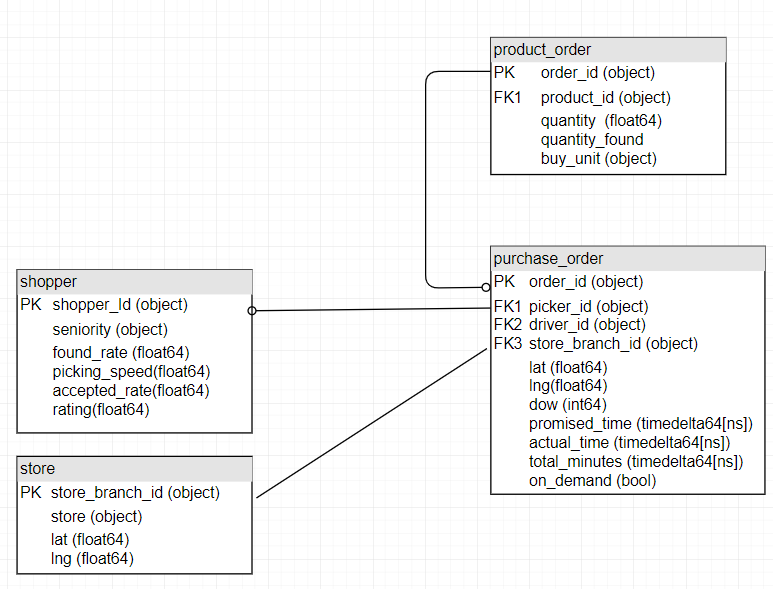 product_order
PK order_id (object)
FK1 product_id (object)
quantity (float64)
quantity_found
buy_unit (object)
purchase_order
PK order_id (object)
FK1 picker_id (object)
FK2 driver_id (object)
FK3 store_branch_id (object)
lat (float64)
lng(float64)
dow (int64)
promised_time (timedelta64[ns])
actual_time (timedelta64[ns])
total_minutes (timedelta64[ns])
on_demand (bool)
shopper
PK shopper_Id (object)
seniority (object)
found_rate (float64)
picking_speed(float64)
accepted_rate(float64)
rating(float64)
store
PK store_branch_id (object)
store (object)
lat (float64)
lng (float64)